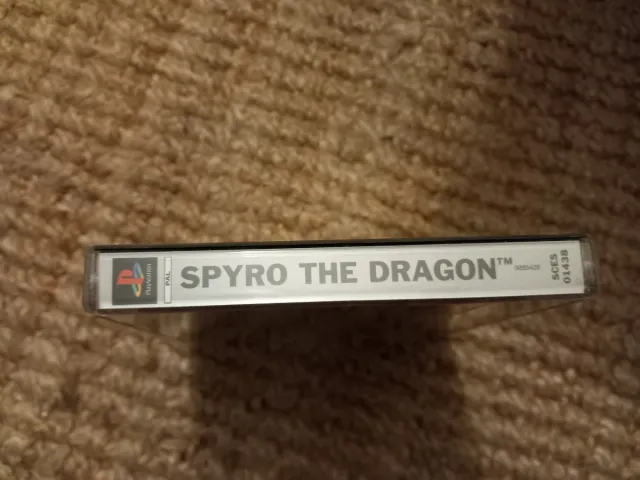 PlayStation
PAL
SPYRO THE DRAGON™
SCES
01438